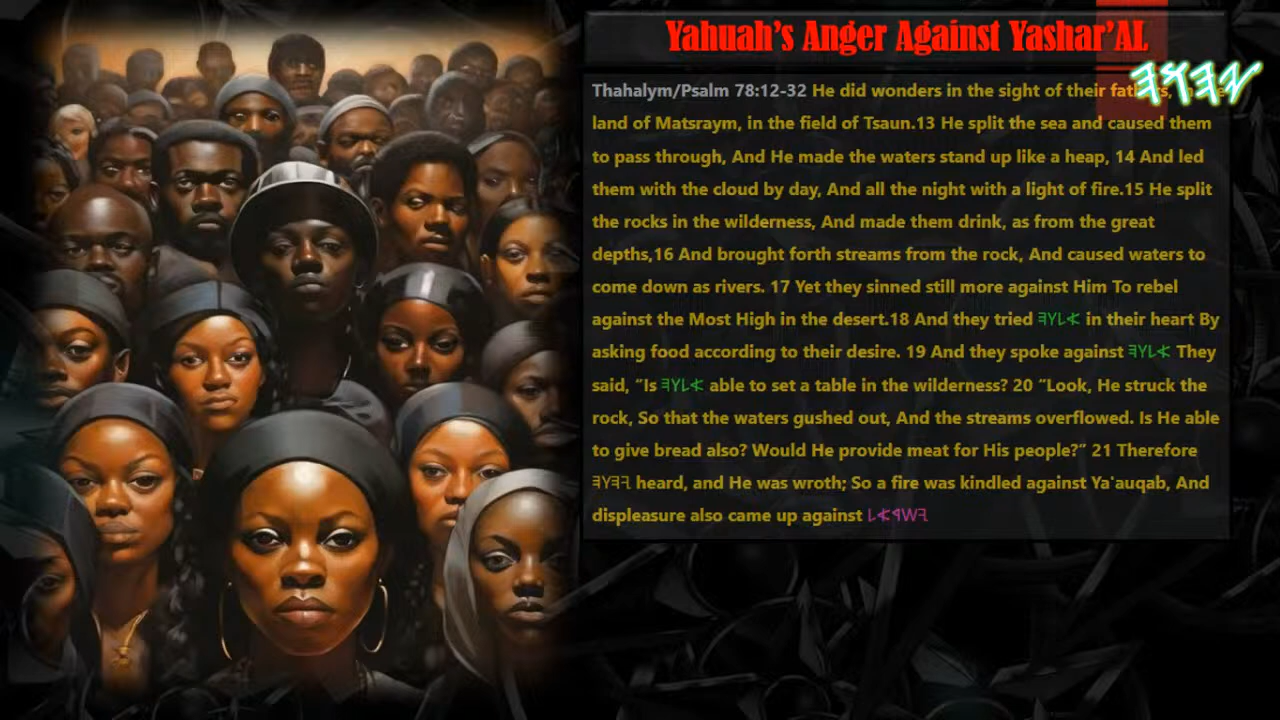 Yahuah’s Anger Against Yashar’AL
𐤉𐤄𐤅𐤄
Thahalym/Psalm 78:12-32 He did wonders in the sight of their
land of Matsraym, in the field of Tsaun.13 He split the sea and caused them
to pass through, And He made the waters stand up like a heap, 14 And led
them with the cloud by day, And all the night with a light of fire.15 He split
the rocks in the wilderness, And made them drink, as from the great
depths,16 And brought forth streams from the rock, And caused waters to
come down as rivers. 17 Yet they sinned still more against Him To rebel
against the Most High in the desert.18 And they tried 𐤀𐤋𐤅𐤄 in their heart By
asking food according to their desire. 19 And they spoke against 𐤀𐤋𐤅𐤄 They
said, “Is 𐤀𐤋𐤅𐤄 able to set a table in the wilderness? 20 “Look, He struck the
rock, So that the waters gushed out, And the streams overflowed. Is He able
to give bread also? Would He provide meat for His people?” 21 Therefore
𐤉𐤄𐤅𐤄 heard, and He was wroth; So a fire was kindled against Ya'auqab, And
displeasure also came up against 𐤉𐤔𐤓𐤀𐤋